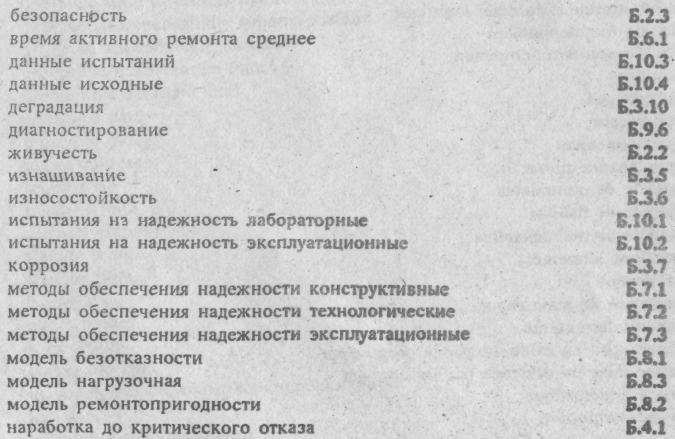 безопасность Б.2.3
время активного ремонта среднее Б.6.1
данные испытаний Б.10.3
данные исходные Б.10.4
деградация Б.3.10
диагностирование Б.9.6
живучесть Б.2.2
изнашивание Б.3.5
износостойкость Б.3.6
испытания на надежность лабораторные Б.10.1
испытания на надежность эксплуатационные Б.10.2
коррозия Б.3.7
методы обеспечения надежности конструктивные Б.7.1
методы обеспечения надежности технологические Б.7.2
методы обеспечения надежности эксплуатационные Б.7.3
модель безотказности Б.8.1
модель нагрузочная Б.8.3
модель ремонтопригодности Б.8.2
наработка до критического отказа Б.4.1